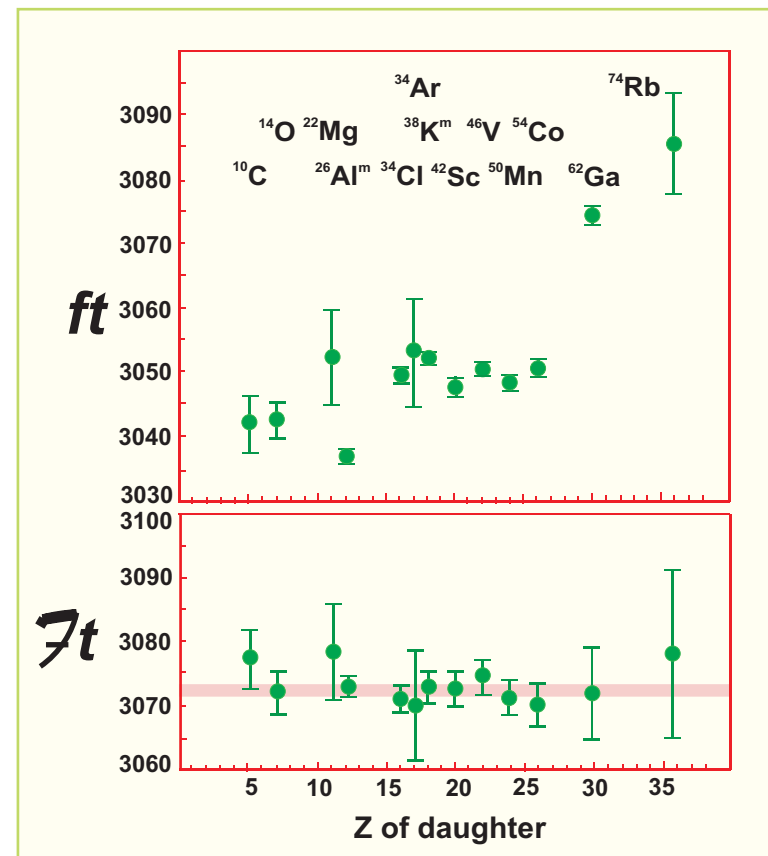 ³⁴Ar ⁷⁴Rb
3090
¹⁴O ²²Mg ³⁸Kᵐ ⁴⁶V ⁵⁴Co
3080
¹⁰C ²⁶Alᵐ ³⁴Cl ⁴²Sc ⁵⁰Mn ⁶²Ga
3070
ft
3060
3050
3040
3030
3100
3090
ℱt
3080
3070
3060
5 10 15 20 25 30 35
Z of daughter